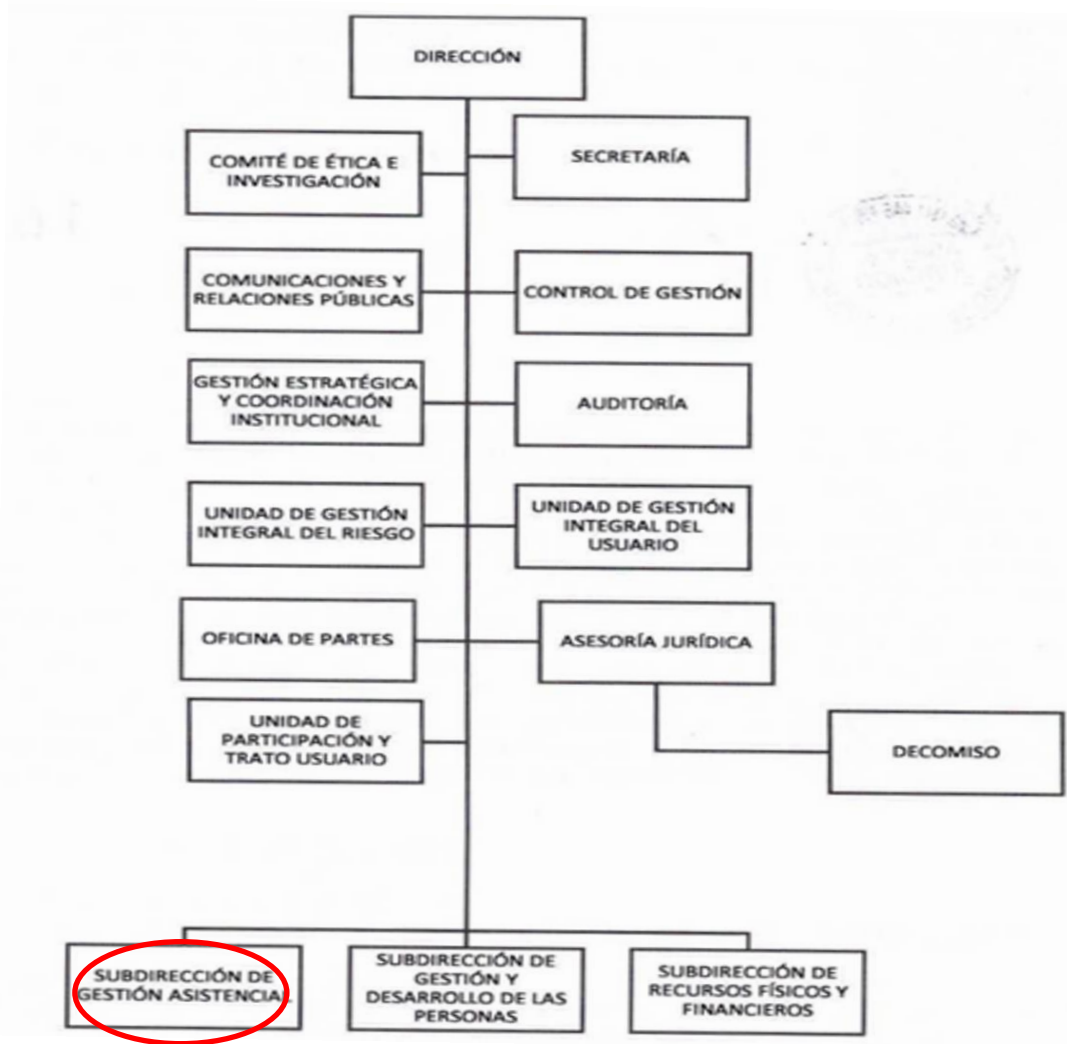 DIRECCIÓN
COMITÉ DE ÉTICA E
INVESTIGACIÓN
SECRETARÍA
COMUNICACIONES Y
RELACIONES PÚBLICAS
CONTROL DE GESTIÓN
GESTIÓN ESTRATÉGICA
Y COORDINACIÓN
INSTITUCIONAL
AUDITORÍA
UNIDAD DE GESTIÓN
INTEGRAL DEL RIESGO
UNIDAD DE GESTIÓN
INTEGRAL DEL
USUARIO
OFICINA DE PARTES
ASESORÍA JURÍDICA
UNIDAD DE
PARTICIPACIÓN Y
TRATO USUARIO
DECOMISO
SUBDIRECCIÓN DE
GESTIÓN ASISTENCIAL
SUBDIRECCIÓN DE
GESTIÓN Y
DESARROLLO DE LAS
PERSONAS
SUBDIRECCIÓN DE
RECURSOS FÍSICOS Y
FINANCIEROS